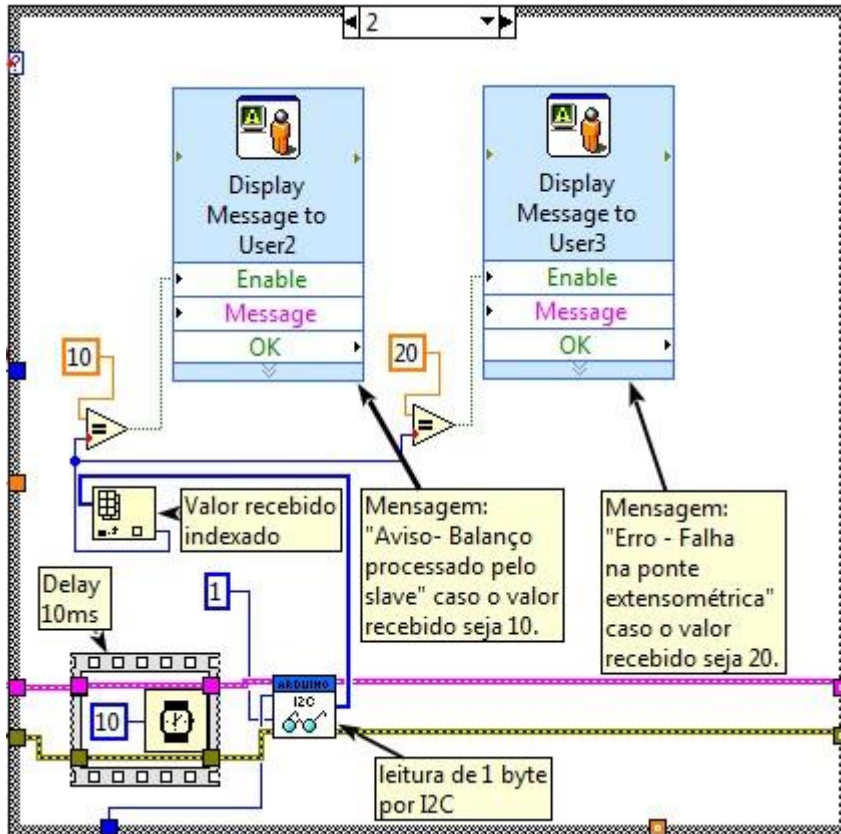 2
Display
Message to
User2
Enable
Message
OK
Display
Message to
User3
Enable
Message
OK
10
20
Valor recebido
indexado
Mensagem:
"Aviso- Balanço
processado pelo
slave" caso o valor
recebido seja 10.
Mensagem:
"Erro - Falha
na ponte
extensométrica"
caso o valor
recebido seja 20.
Delay
10ms
1
10
ARDUINO
I2C
leitura de 1 byte
por I2C